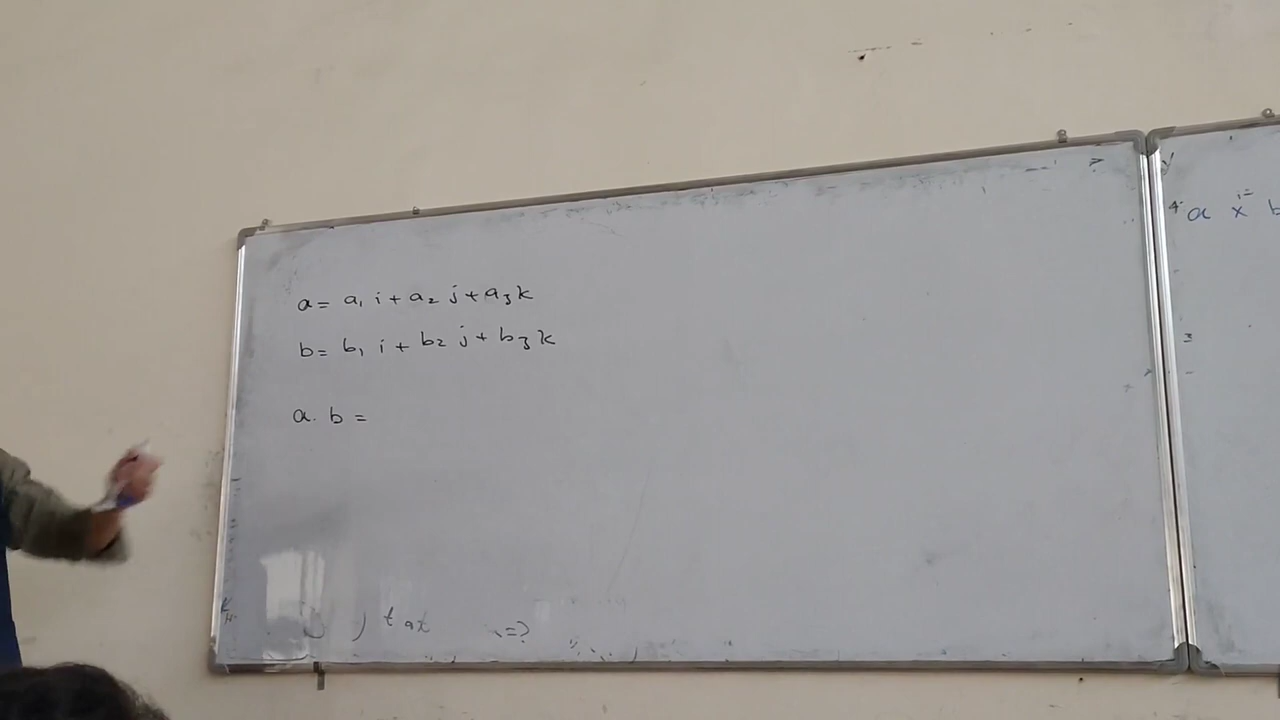 a = a₁ i + a₂ j + a₃ k
b = b₁ i + b₂ j + b₃ k
a . b =
=?
a x b